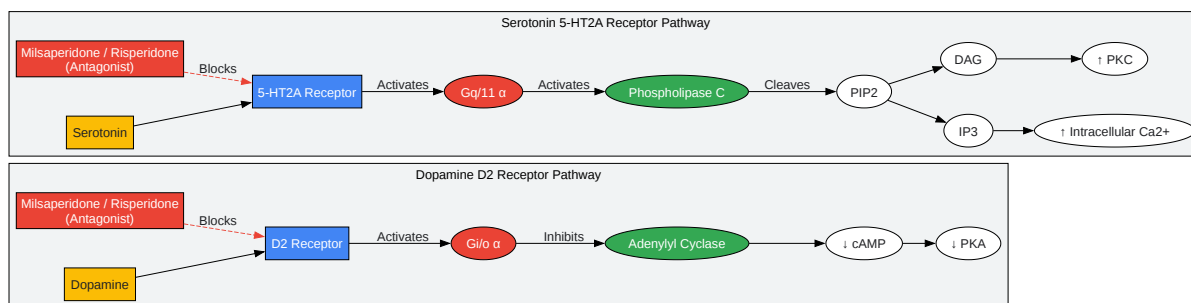 Serotonin 5-HT2A Receptor Pathway
Milsaperidone / Risperidone
(Antagonist)
Blocks
Serotonin
5-HT2A Receptor
Activates
Gq/11 α
Activates
Phospholipase C
Cleaves
PIP2
DAG
↑ PKC
IP3
↑ Intracellular Ca2+
Dopamine D2 Receptor Pathway
Milsaperidone / Risperidone
(Antagonist)
Blocks
Dopamine
D2 Receptor
Activates
Gi/o α
Inhibits
Adenylyl Cyclase
↓ cAMP
↓ PKA